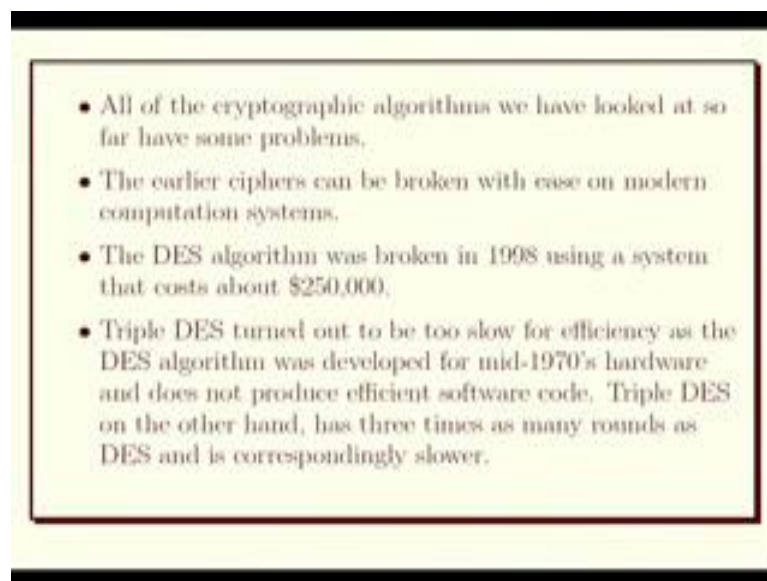 • All of the cryptographic algorithms we have looked at so
far have some problems.
• The earlier ciphers can be broken with ease on modern
computation systems.
• The DES algorithm was broken in 1998 using a system
that costs about $250,000.
• Triple DES turned out to be too slow for efficiency as the
DES algorithm was developed for mid-1970's hardware
and does not produce efficient software code. Triple DES
on the other hand, has three times as many rounds as
DES and is correspondingly slower.